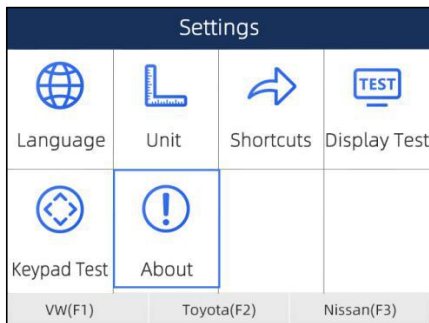 Settings
TEST
Language Unit Shortcuts Display Test
Keypad Test About
VW(F1) Toyota(F2) Nissan(F3)